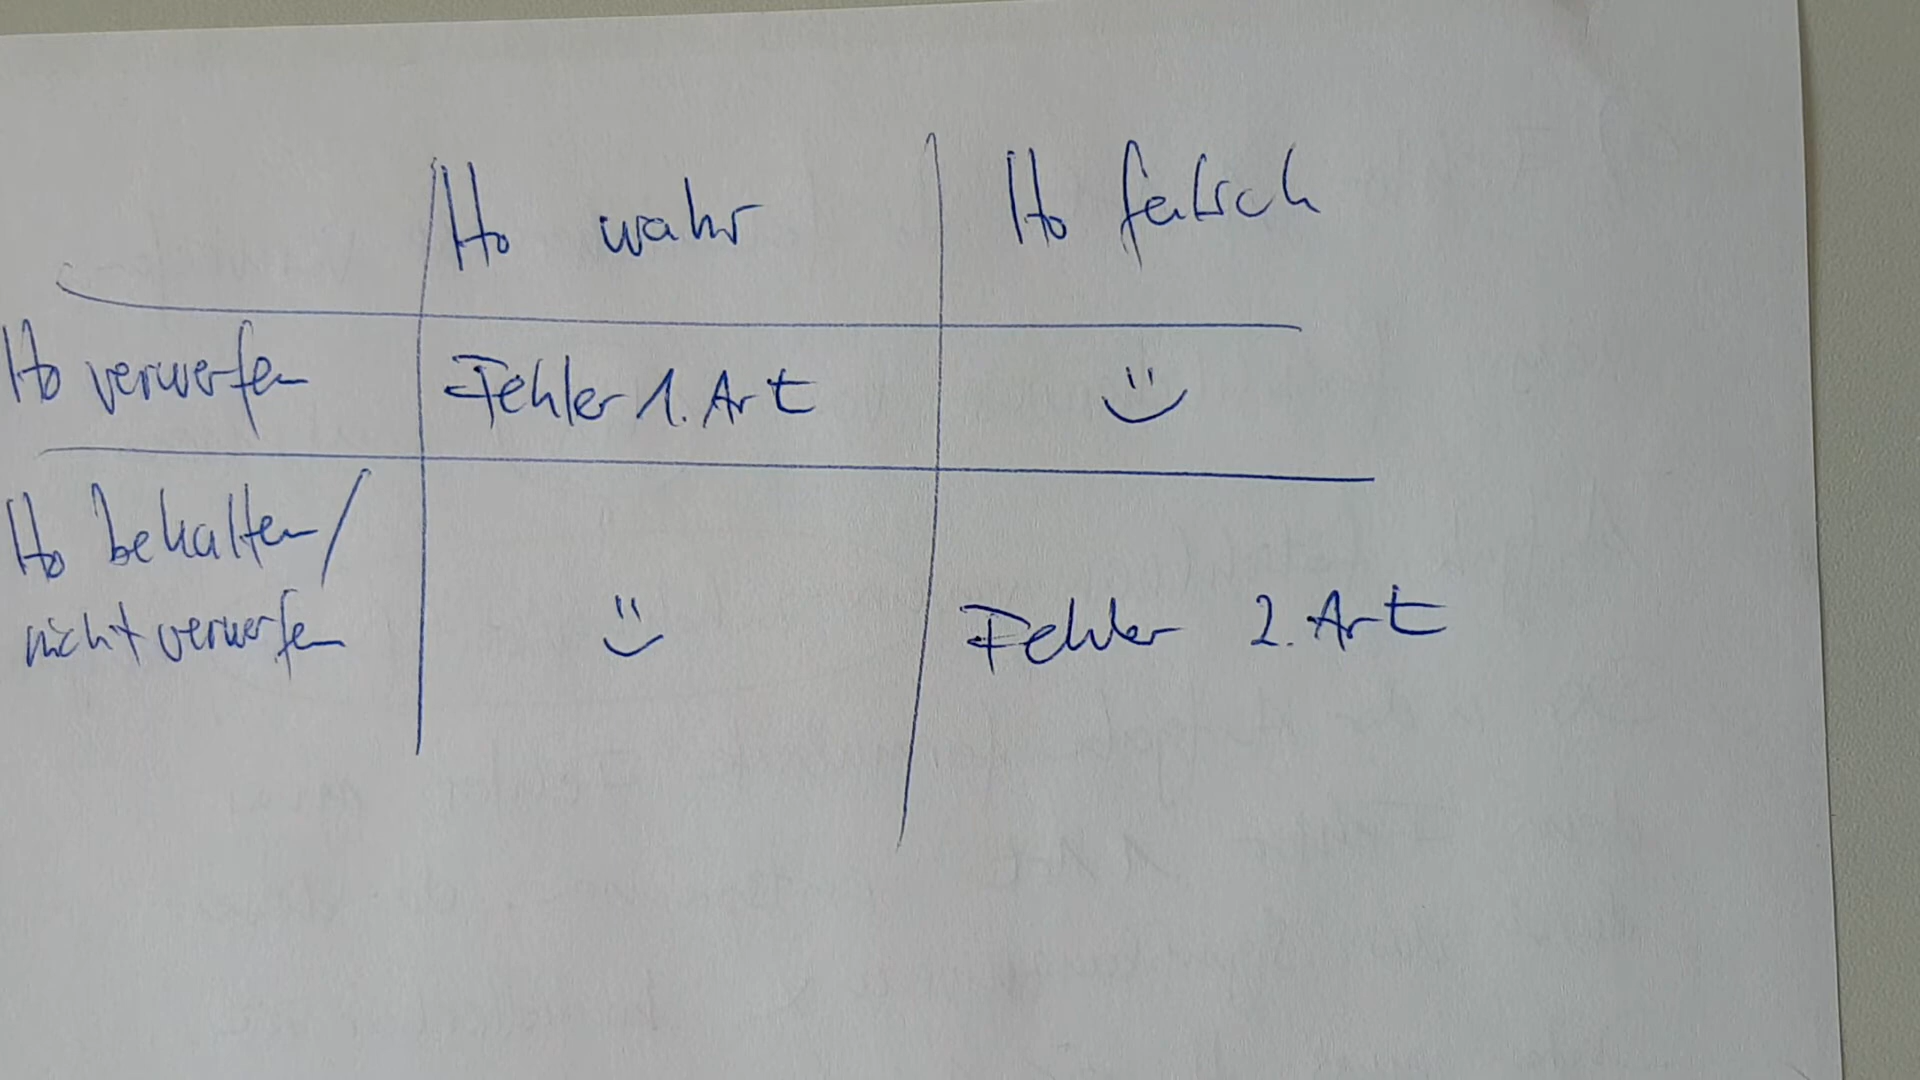 H0 wahr H0 falsch
H0 verwerfen Fehler 1. Art
H0 behalten/
nicht verwerfen Fehler 2. Art